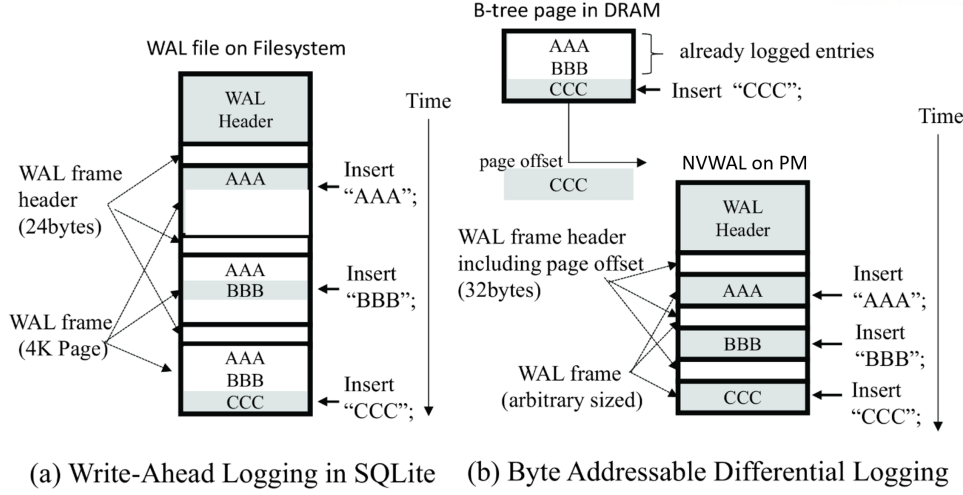 WAL file on Filesystem
WAL
Header
AAA
AAA
BBB
AAA
BBB
CCC
WAL frame
header
(24bytes)
WAL frame
(4K Page)
Time
Insert
“AAA”;
Insert
“BBB”;
Insert
“CCC”;
(a) Write-Ahead Logging in SQLite
B-tree page in DRAM
AAA
BBB
CCC
already logged entries
Insert “CCC”;
page offset
CCC
Time
NVWAL on PM
WAL
Header
AAA
BBB
CCC
WAL frame header
including page offset
(32bytes)
WAL frame
(arbitrary sized)
Insert
“AAA”;
Insert
“BBB”;
Insert
“CCC”;
(b) Byte Addressable Differential Logging